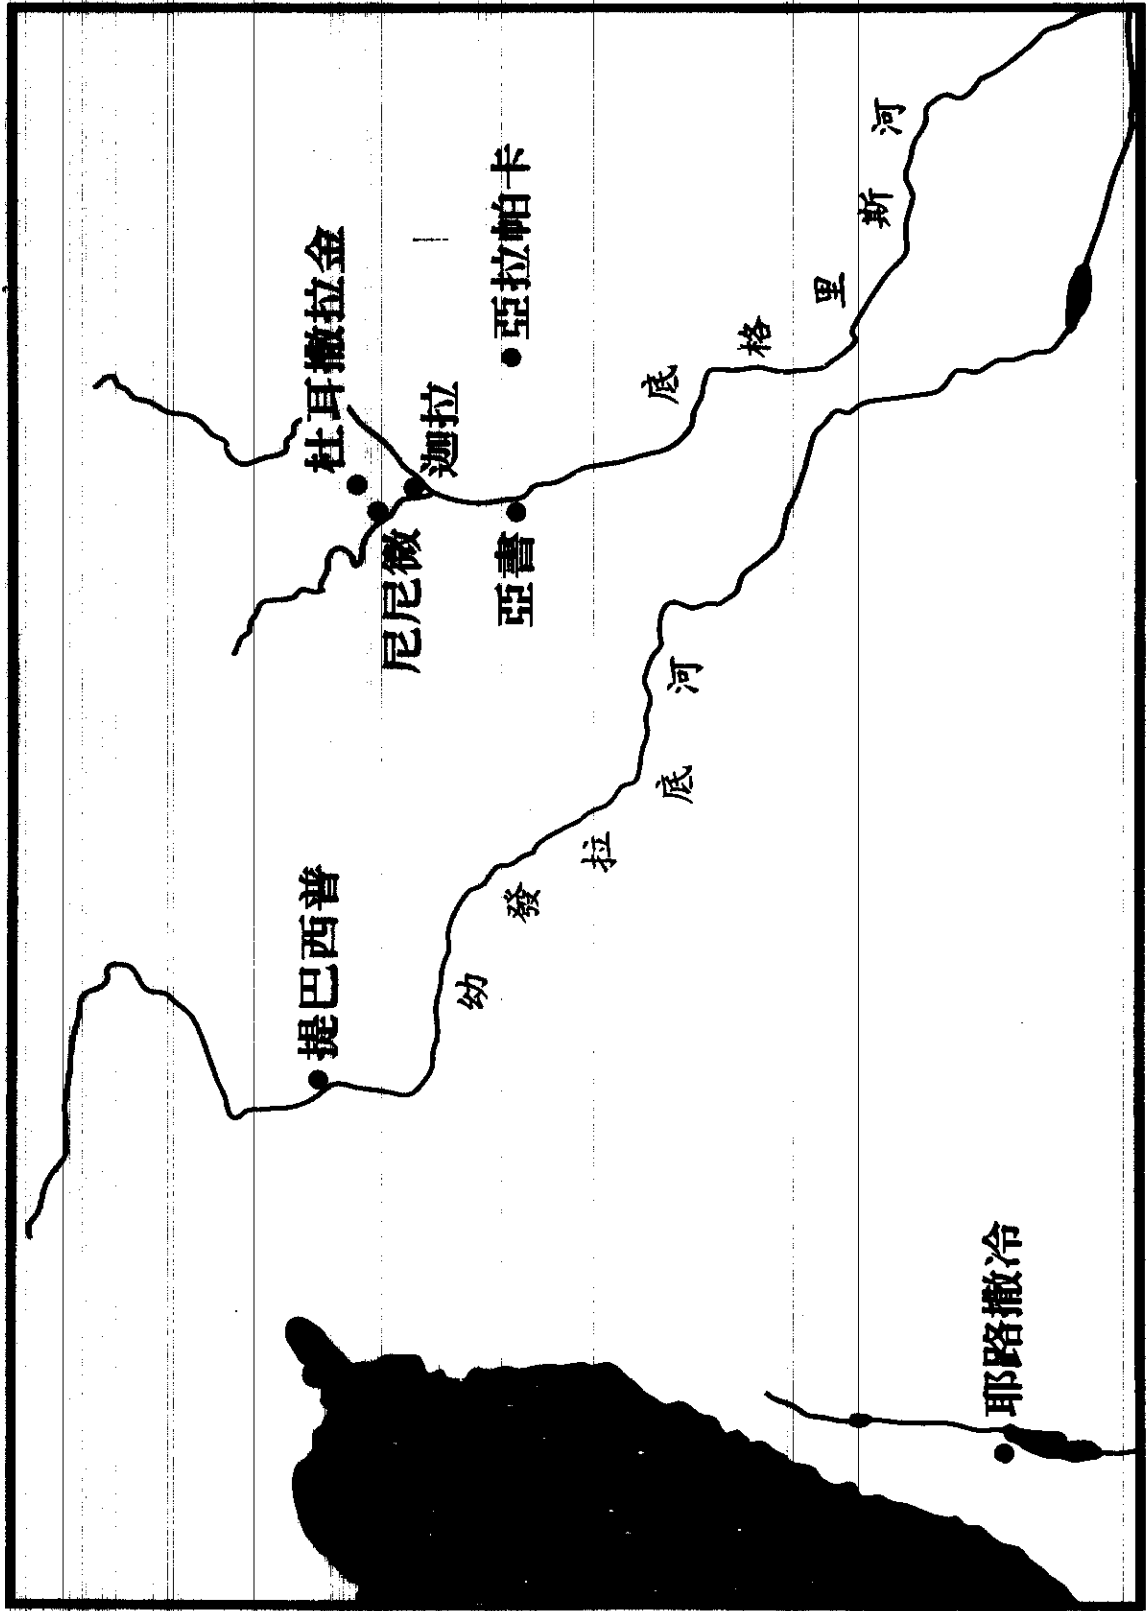 杜耳撒拉金
迦拉
尼尼微
亞拉帕卡
亞書
底格里斯河
提巴西普
幼發拉底河
耶路撒冷